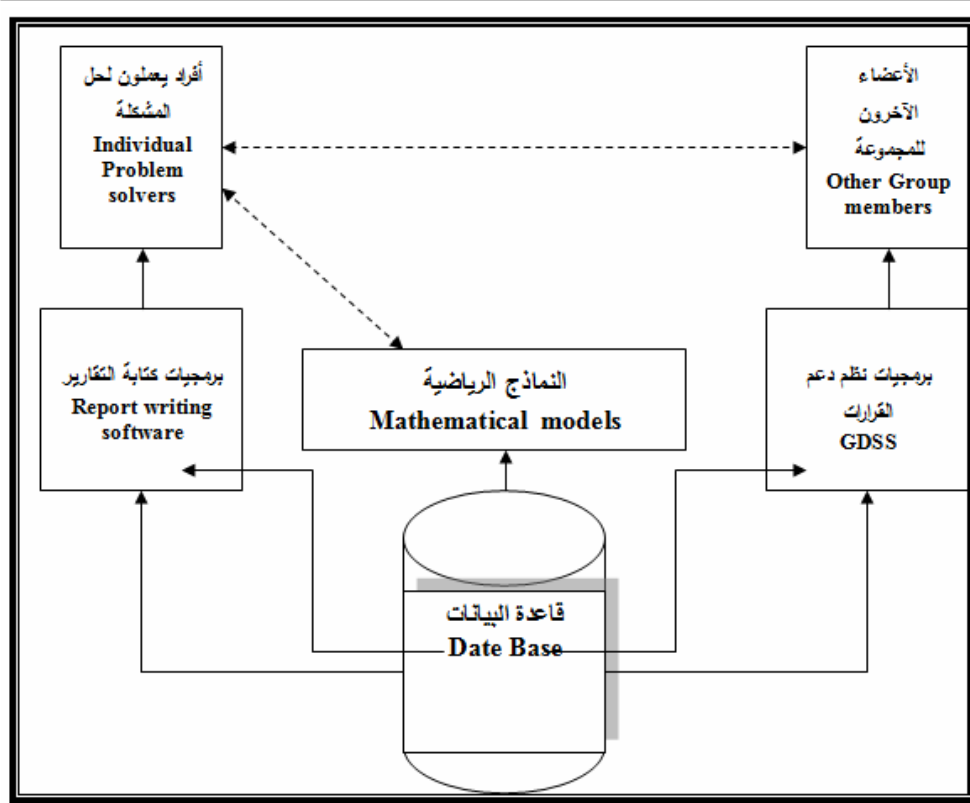 أفراد يعملون لحل
المشكلة
Individual
Problem
solvers
الأعضاء
الآخرون
للمجموعة
Other Group
members
برمجيات كتابة التقارير
Report writing
software
النماذج الرياضية
Mathematical models
برمجيات نظم دعم
القرارات
GDSS
قاعدة البيانات
Date Base